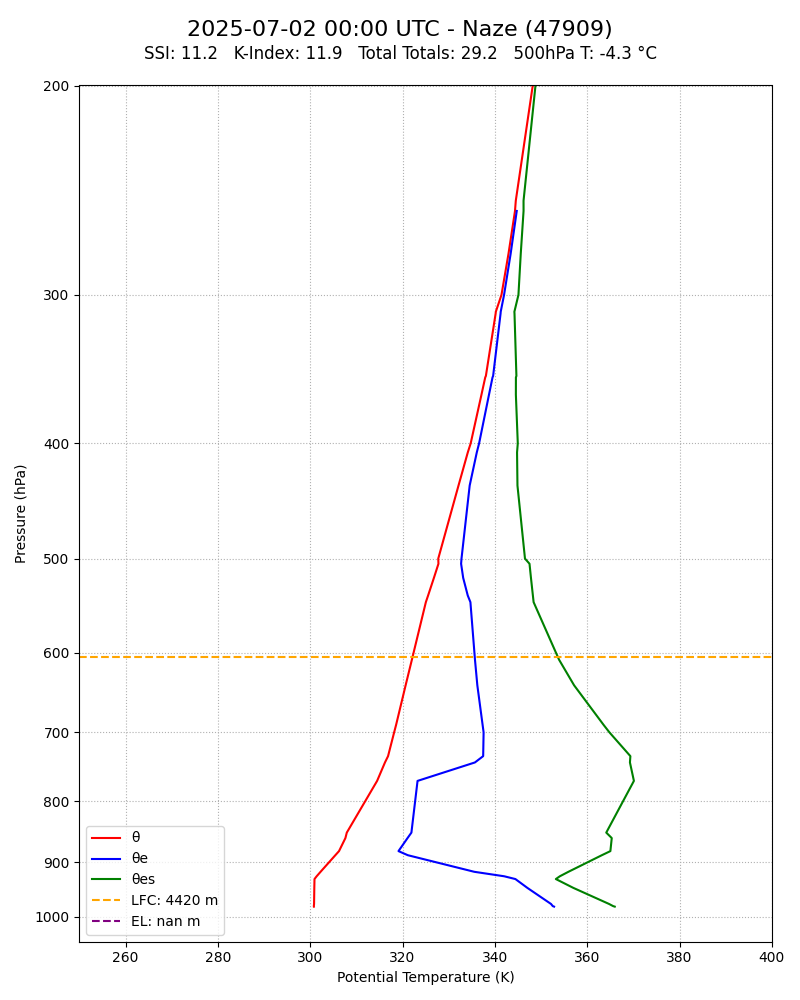 2025-07-02 00:00 UTC - Naze (47909)
SSI: 11.2   K-Index: 11.9   Total Totals: 29.2   500hPa T: -4.3 °C
200
300
400
500
600
700
800
900
1000
Pressure (hPa)
θ
θe
θes
LFC: 4420 m
EL: nan m
260 280 300 320 340 360 380 400
Potential Temperature (K)